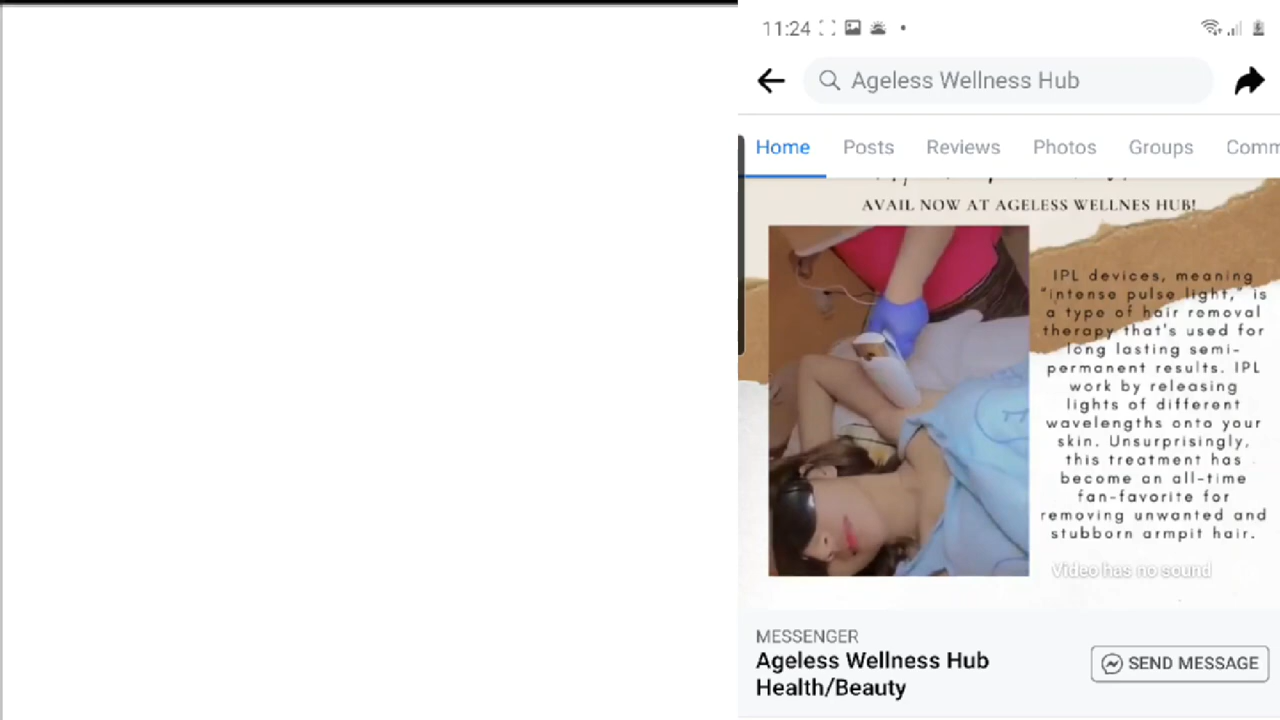 11:24
Ageless Wellness Hub
Home Posts Reviews Photos Groups Comm
AVAIL NOW AT AGELESS WELLNES HUB!
IPL devices, meaning
"intense pulse light," is
a type of hair removal
therapy that's used for
long lasting semi-
permanent results. IPL
work by releasing
lights of different
wavelengths onto your
skin. Unsurprisingly,
this treatment has
become an all-time
fan-favorite for
removing unwanted and
stubborn armpit hair.
Video has no sound
MESSENGER
Ageless Wellness Hub
Health/Beauty
SEND MESSAGE